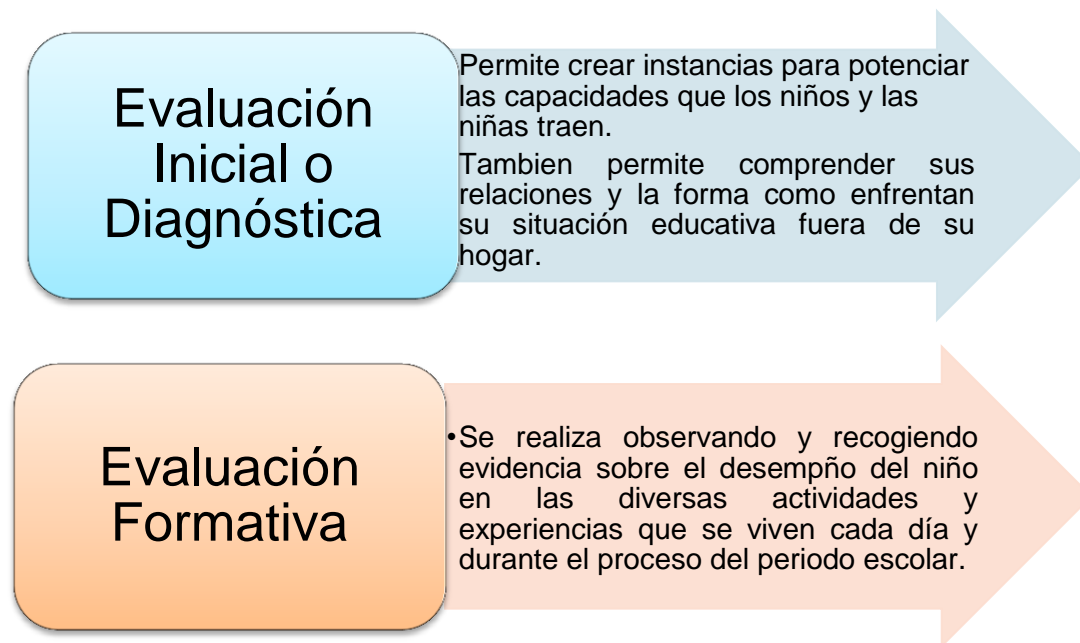 Evaluación
Inicial o
Diagnóstica
Permite crear instancias para potenciar
las capacidades que los niños y las
niñas traen.
Tambien permite comprender sus
relaciones y la forma como enfrentan
su situación educativa fuera de su
hogar.
Evaluación
Formativa
•Se realiza observando y recogiendo
evidencia sobre el desempño del niño
en las diversas actividades y
experiencias que se viven cada día y
durante el proceso del periodo escolar.